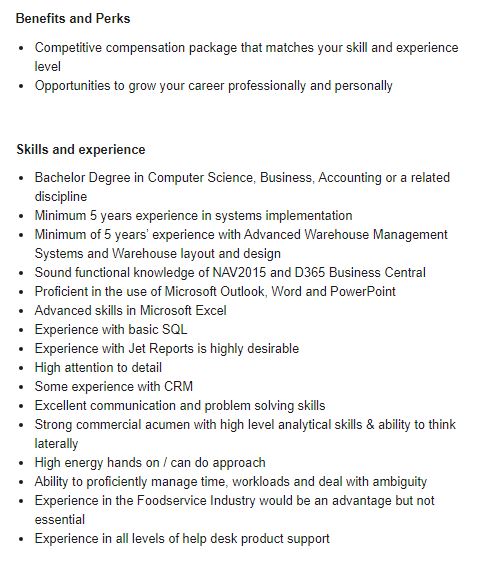 Benefits and Perks
• Competitive compensation package that matches your skill and experience
level
• Opportunities to grow your career professionally and personally
Skills and experience
• Bachelor Degree in Computer Science, Business, Accounting or a related
discipline
• Minimum 5 years experience in systems implementation
• Minimum of 5 years’ experience with Advanced Warehouse Management
Systems and Warehouse layout and design
• Sound functional knowledge of NAV2015 and D365 Business Central
• Proficient in the use of Microsoft Outlook, Word and PowerPoint
• Advanced skills in Microsoft Excel
• Experience with basic SQL
• Experience with Jet Reports is highly desirable
• High attention to detail
• Some experience with CRM
• Excellent communication and problem solving skills
• Strong commercial acumen with high level analytical skills & ability to think
laterally
• High energy hands on / can do approach
• Ability to proficiently manage time, workloads and deal with ambiguity
• Experience in the Foodservice Industry would be an advantage but not
essential
• Experience in all levels of help desk product support